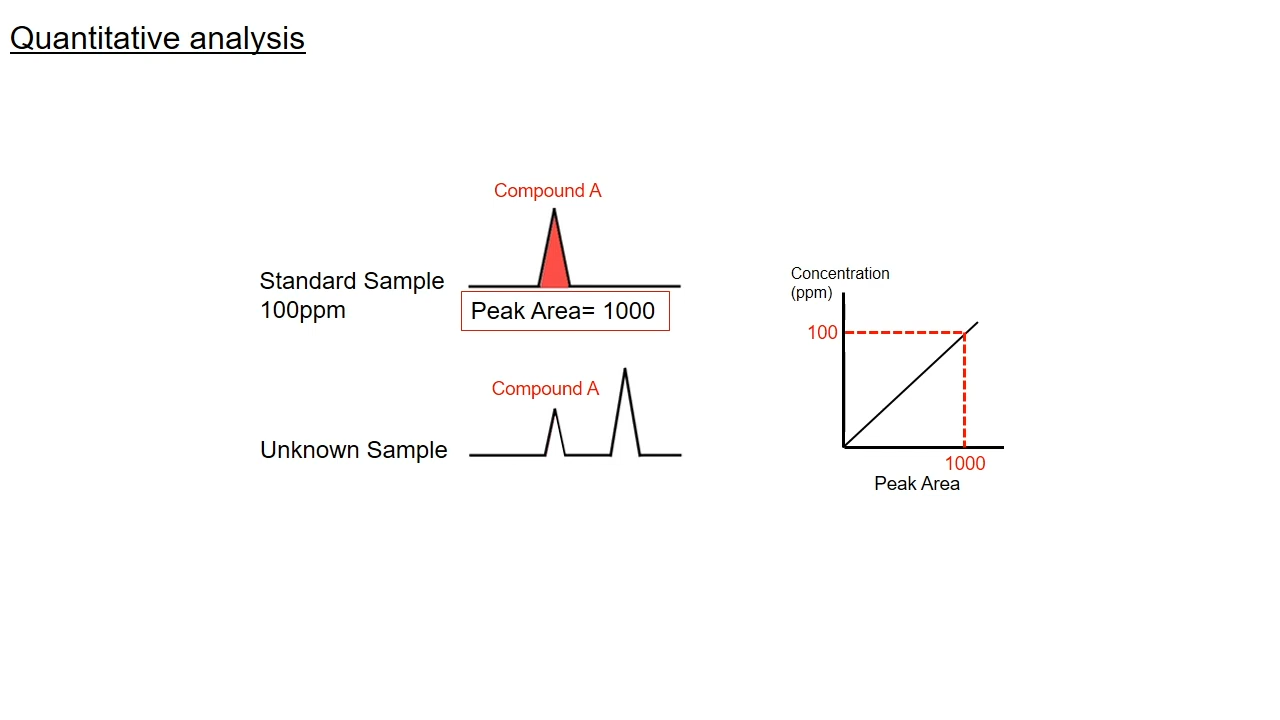 Quantitative analysis
Compound A
Standard Sample
100ppm
Peak Area= 1000
Compound A
Unknown Sample
Concentration
(ppm)
100
1000
Peak Area